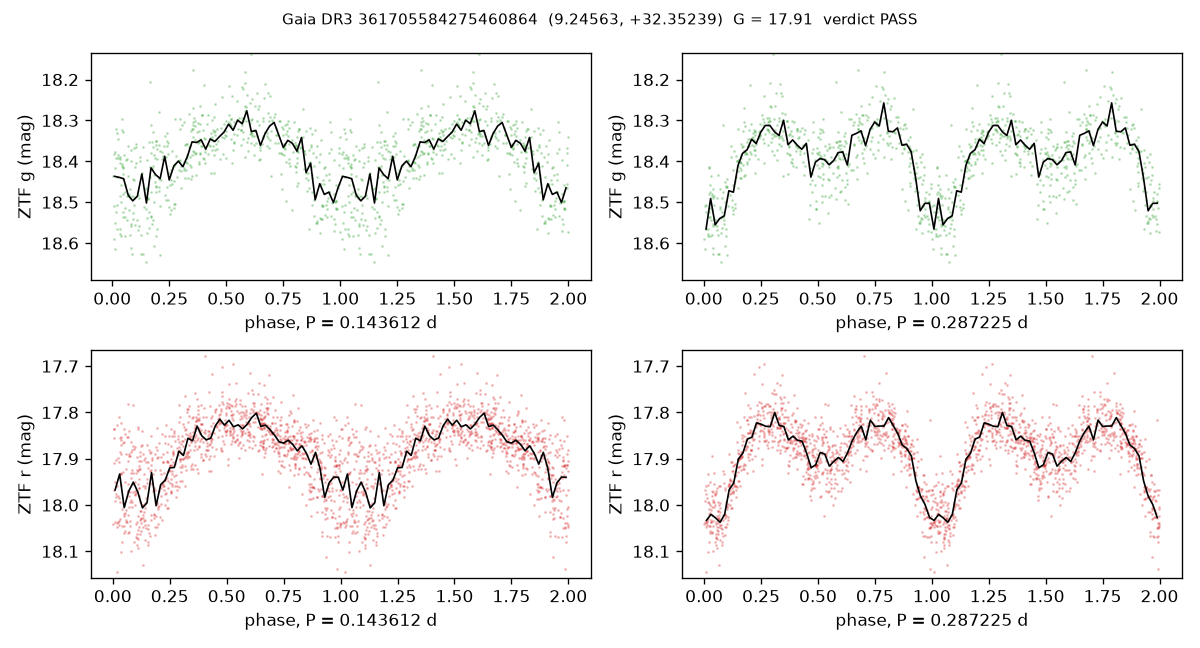 Gaia DR3 361705584275460864 (9.24563, +32.35239) G = 17.91 verdict PASS
ZTF g (mag)
18.2
18.3
18.4
18.5
18.6
0.00 0.25 0.50 0.75 1.00 1.25 1.50 1.75 2.00
phase, P = 0.143612 d
ZTF g (mag)
18.2
18.3
18.4
18.5
18.6
0.00 0.25 0.50 0.75 1.00 1.25 1.50 1.75 2.00
phase, P = 0.287225 d
ZTF r (mag)
17.7
17.8
17.9
18.0
18.1
0.00 0.25 0.50 0.75 1.00 1.25 1.50 1.75 2.00
phase, P = 0.143612 d
ZTF r (mag)
17.7
17.8
17.9
18.0
18.1
0.00 0.25 0.50 0.75 1.00 1.25 1.50 1.75 2.00
phase, P = 0.287225 d